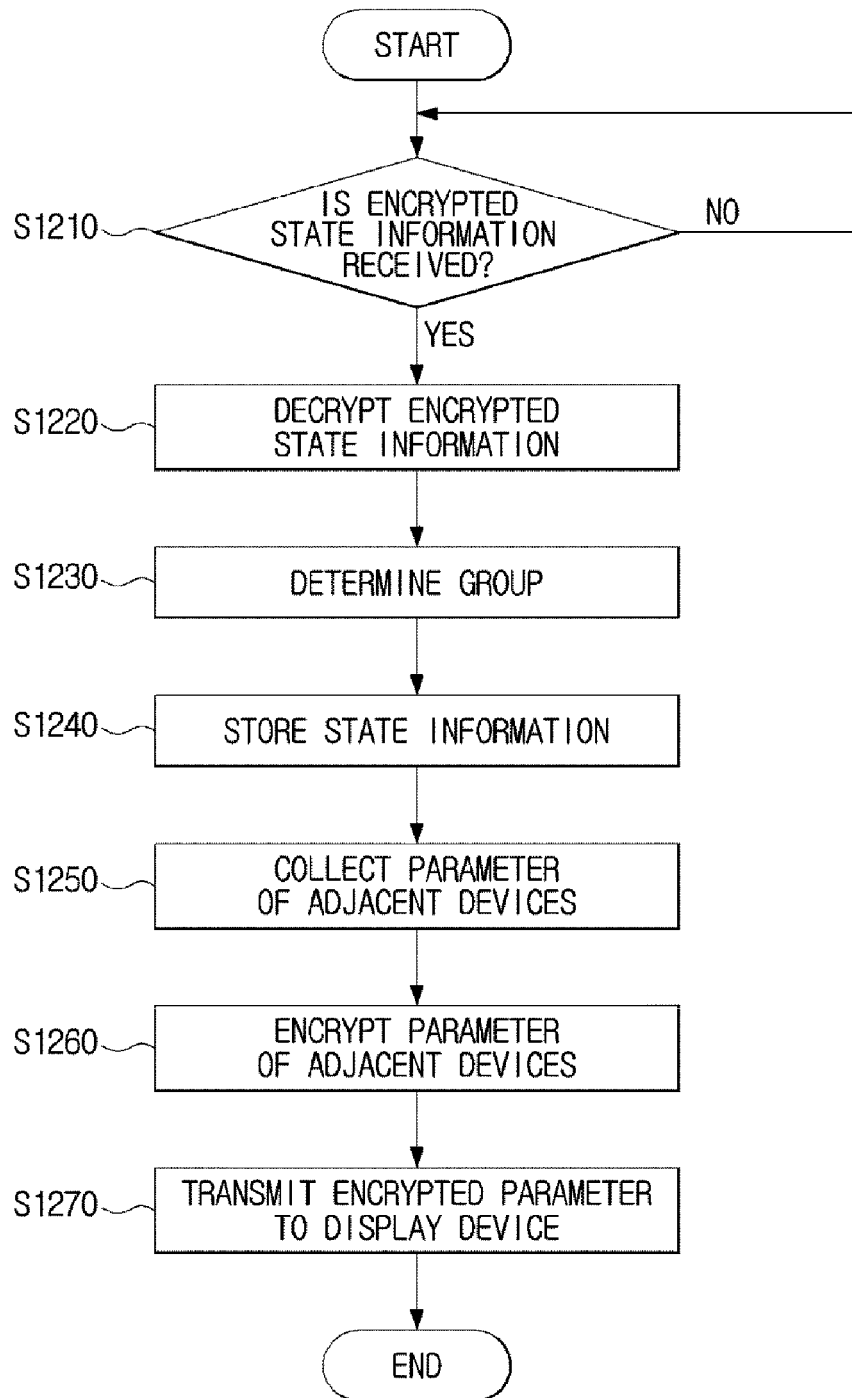 START
S1210
IS ENCRYPTED
STATE INFORMATION
RECEIVED?
NO
YES
S1220
DECRYPT ENCRYPTED
STATE INFORMATION
S1230
DETERMINE GROUP
S1240
STORE STATE INFORMATION
S1250
COLLECT PARAMETER
OF ADJACENT DEVICES
S1260
ENCRYPT PARAMETER
OF ADJACENT DEVICES
S1270
TRANSMIT ENCRYPTED PARAMETER
TO DISPLAY DEVICE
END